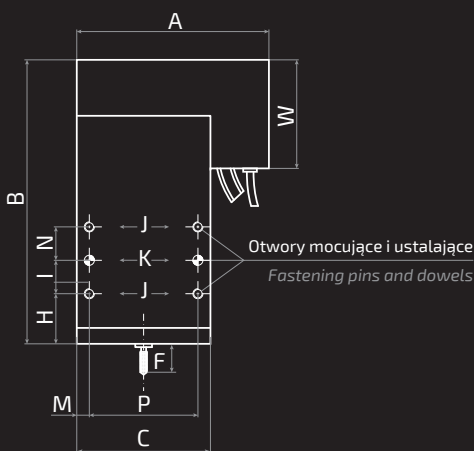 A
B
W
N
J
I
K
J
H
Otwory mocujące i ustalające
Fastening pins and dowels
F
M
P
C